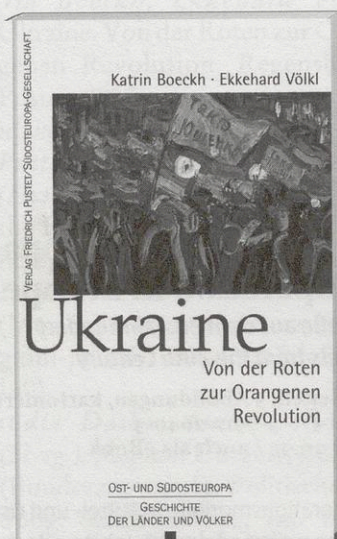 VERLAG FRIEDRICH PUSTET/SÜDOSTEUROPA-GESELLSCHAFT
Katrin Boeckh · Ekkehard Völkl
Ukraine
Von der Roten
zur Orangenen
Revolution
OST- UND SÜDOSTEUROPA
GESCHICHTE
DER LÄNDER UND VÖLKER